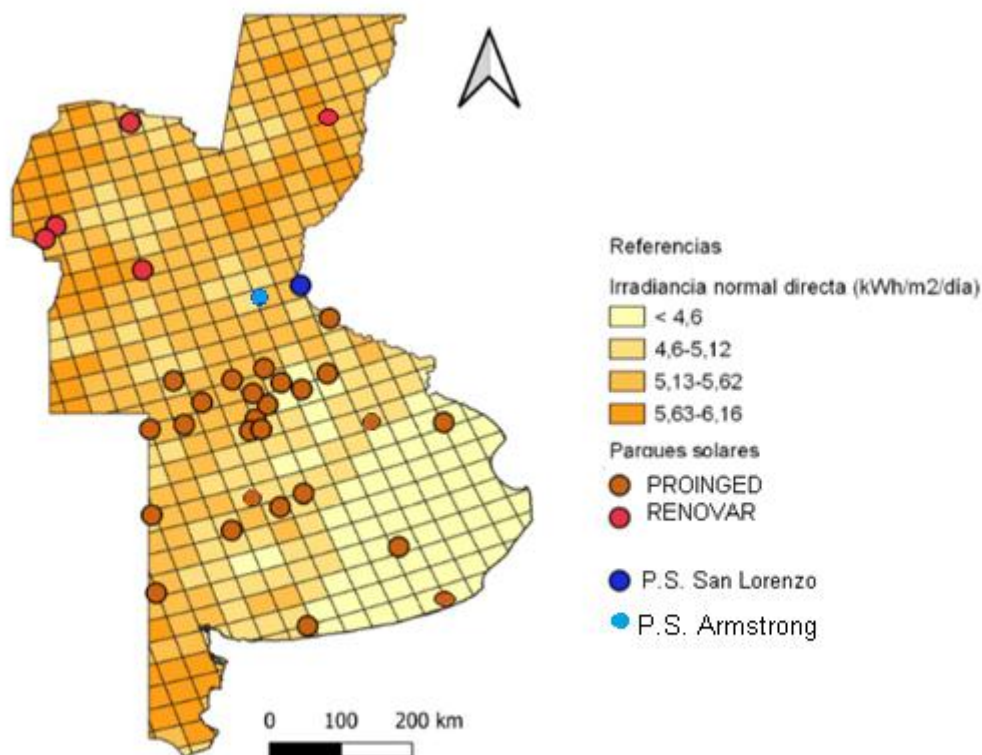 Referencias
Irradiancia normal directa (kWh/m2/día)
< 4,6
4,6-5,12
5,13-5,62
5,63-6,16
Parques solares
PROINGED
RENOVAR
P.S. San Lorenzo
P.S. Armstrong
0 100 200 km